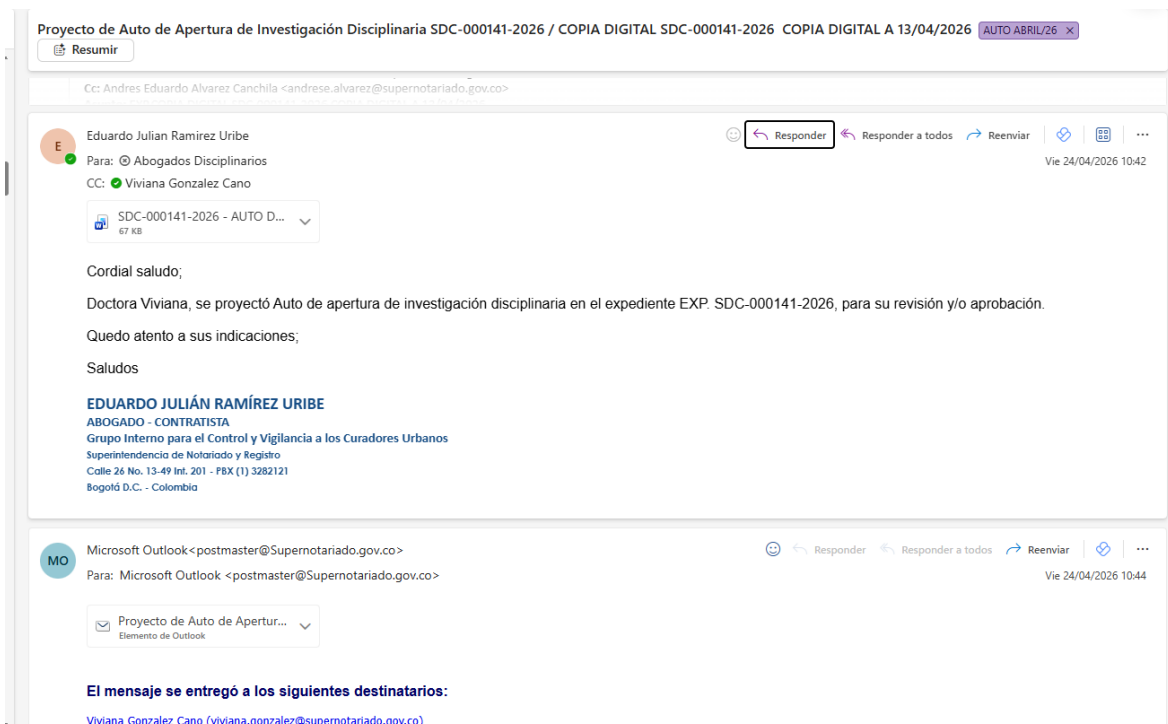 Proyecto de Auto de Apertura de Investigación Disciplinaria SDC-000141-2026 / COPIA DIGITAL SDC-000141-2026 COPIA DIGITAL A 13/04/2026 AUTO ABRIL/26 ×
Resumir
Cc: Andres Eduardo Alvarez Canchila <andrese.alvarez@supernotariado.gov.co>
E
Eduardo Julian Ramirez Uribe
Responder Responder a todos Reenviar ...
Para: Abogados Disciplinarios
Vie 24/04/2026 10:42
CC: Viviana Gonzalez Cano
SDC-000141-2026 - AUTO D...
67 KB
Cordial saludo;
Doctora Viviana, se proyectó Auto de apertura de investigación disciplinaria en el expediente EXP. SDC-000141-2026, para su revisión y/o aprobación.
Quedo atento a sus indicaciones;
Saludos
EDUARDO JULIÁN RAMÍREZ URIBE
ABOGADO - CONTRATISTA
Grupo Interno para el Control y Vigilancia a los Curadores Urbanos
Superintendencia de Notariado y Registro
Calle 26 No. 13-49 Int. 201 - PBX (1) 3282121
Bogotá D.C. - Colombia
MO
Microsoft Outlook<postmaster@Supernotariado.gov.co>
Responder Responder a todos Reenviar ...
Para: Microsoft Outlook <postmaster@Supernotariado.gov.co>
Vie 24/04/2026 10:44
Proyecto de Auto de Apertur...
Elemento de Outlook
El mensaje se entregó a los siguientes destinatarios:
Viviana Gonzalez Cano (viviana.gonzalez@supernotariado.gov.co)